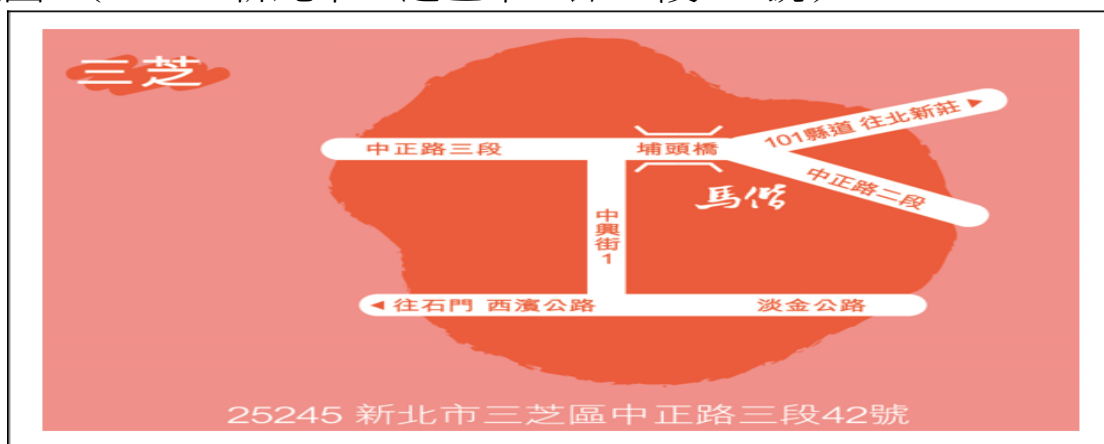 三芝
101縣道 往北新莊 ▶
中正路三段
埔頭橋
中正路二段
馬偕
中興街1
◀ 往石門 西濱公路
淡金公路
25245 新北市三芝區中正路三段42號